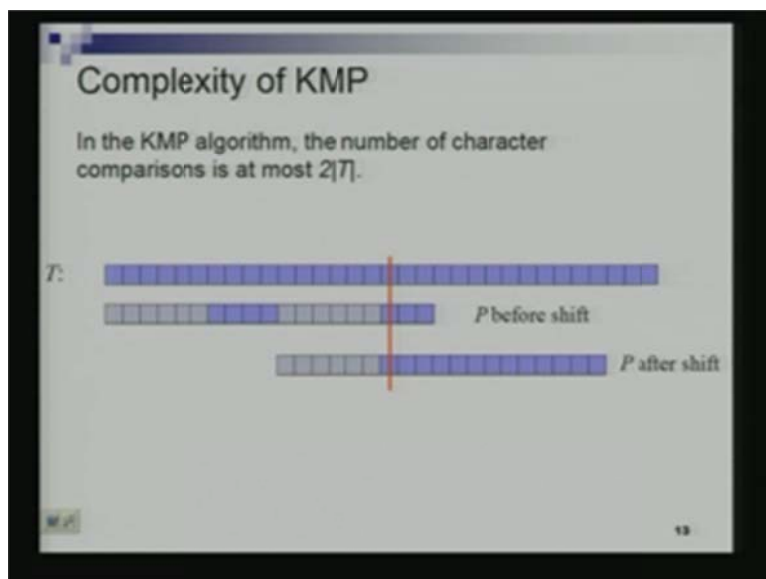 Complexity of KMP
In the KMP algorithm, the number of character
comparisons is at most 2|T|.
T:
P before shift
P after shift
13